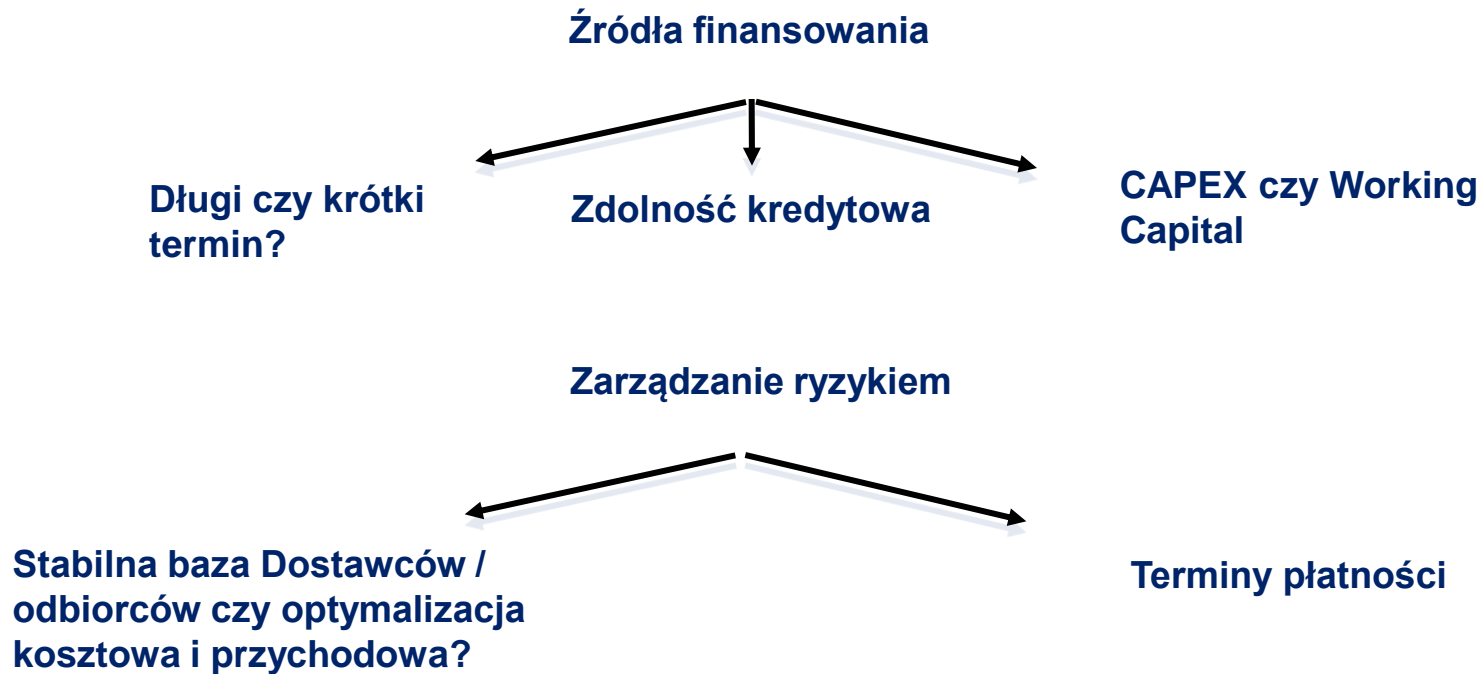 Źródła finansowania
Długi czy krótki
termin?
Zdolność kredytowa
CAPEX czy Working
Capital
Zarządzanie ryzykiem
Stabilna baza Dostawców /
odbiorców czy optymalizacja
kosztowa i przychodowa?
Terminy płatności